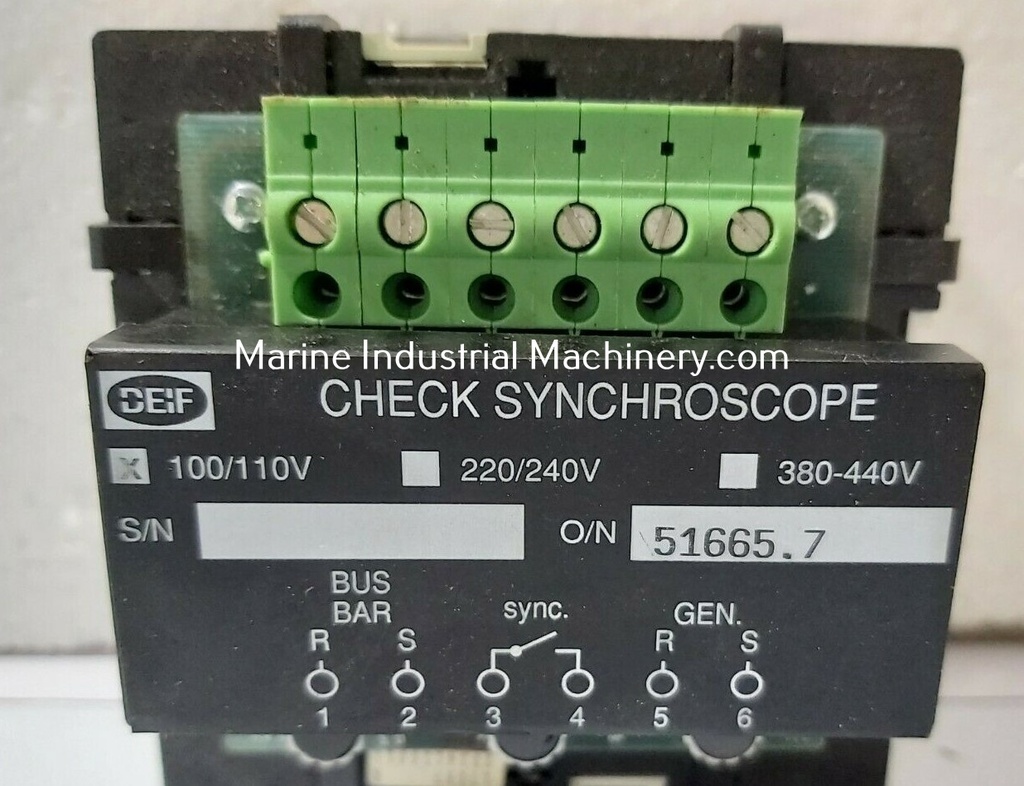 Marine Industrial Machinery.com
DEIF CHECK SYNCHROSCOPE
X 100/110V 220/240V 380-440V
S/N O/N 51665.7
BUS
BAR sync. GEN.
R S R S
1 2 3 4 5 6